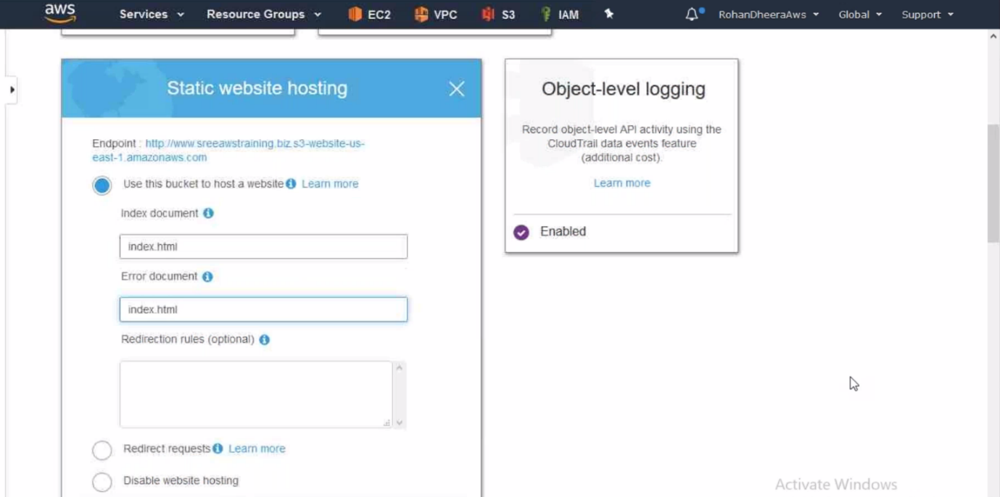 aws Services Resource Groups EC2 VPC S3 IAM RohanDheeraAws Global Support
Static website hosting
Endpoint : http://www.sreeawstraining.biz.s3-website-us-
east-1.amazonaws.com
Use this bucket to host a website Learn more
Index document
index.html
Error document
index.html
Redirection rules (optional)
Redirect requests Learn more
Disable website hosting
Object-level logging
Record object-level API activity using the
CloudTrail data events feature
(additional cost).
Learn more
Enabled
Activate Windows